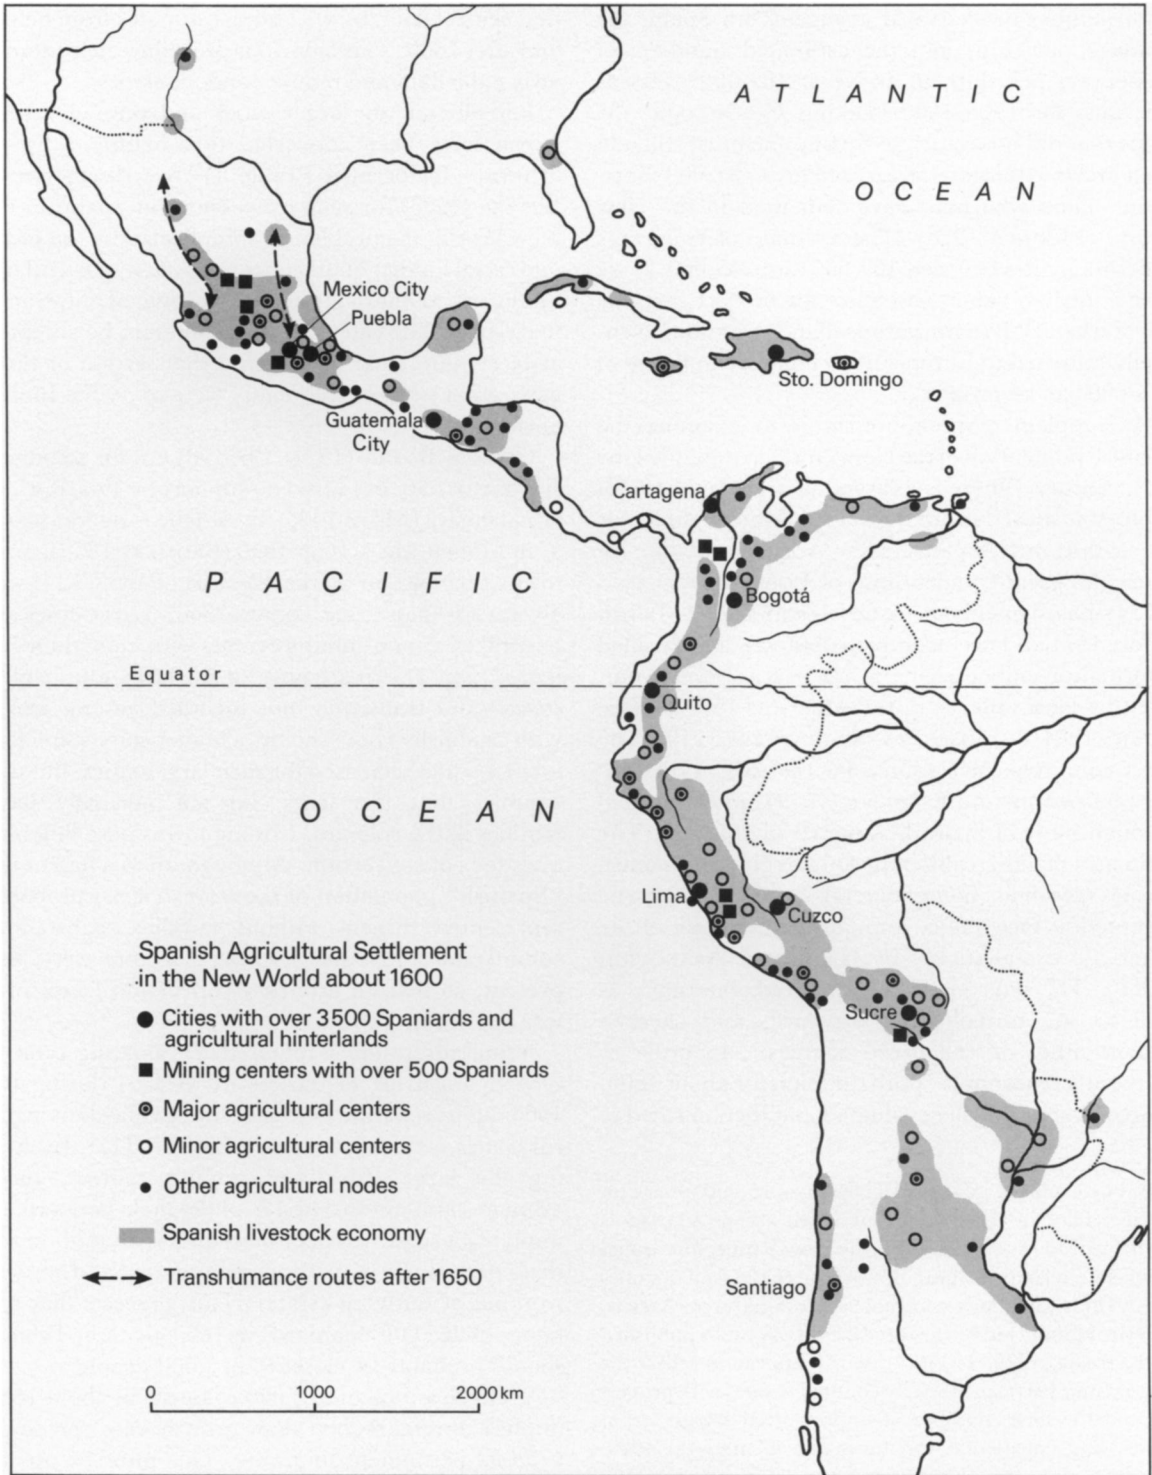 ATLANTIC
OCEAN
Mexico City
Puebla
Sto. Domingo
Guatemala
City
Cartagena
PACIFIC
Bogotá
Equator
Quito
OCEAN
Lima
Cuzco
Spanish Agricultural Settlement
in the New World about 1600
Cities with over 3500 Spaniards and
agricultural hinterlands
Sucre
Mining centers with over 500 Spaniards
Major agricultural centers
Minor agricultural centers
Other agricultural nodes
Spanish livestock economy
Transhumance routes after 1650
Santiago
0 1000 2000 km